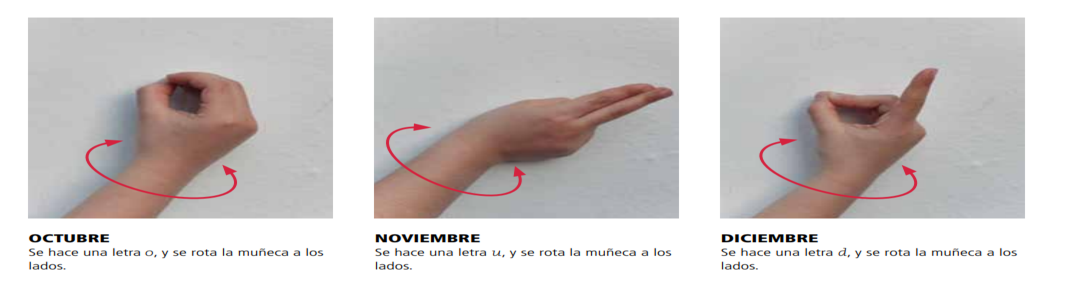 OCTUBRE
Se hace una letra o, y se rota la muñeca a los
lados.
NOVIEMBRE
Se hace una letra u, y se rota la muñeca a los
lados.
DICIEMBRE
Se hace una letra d, y se rota la muñeca a los
lados.